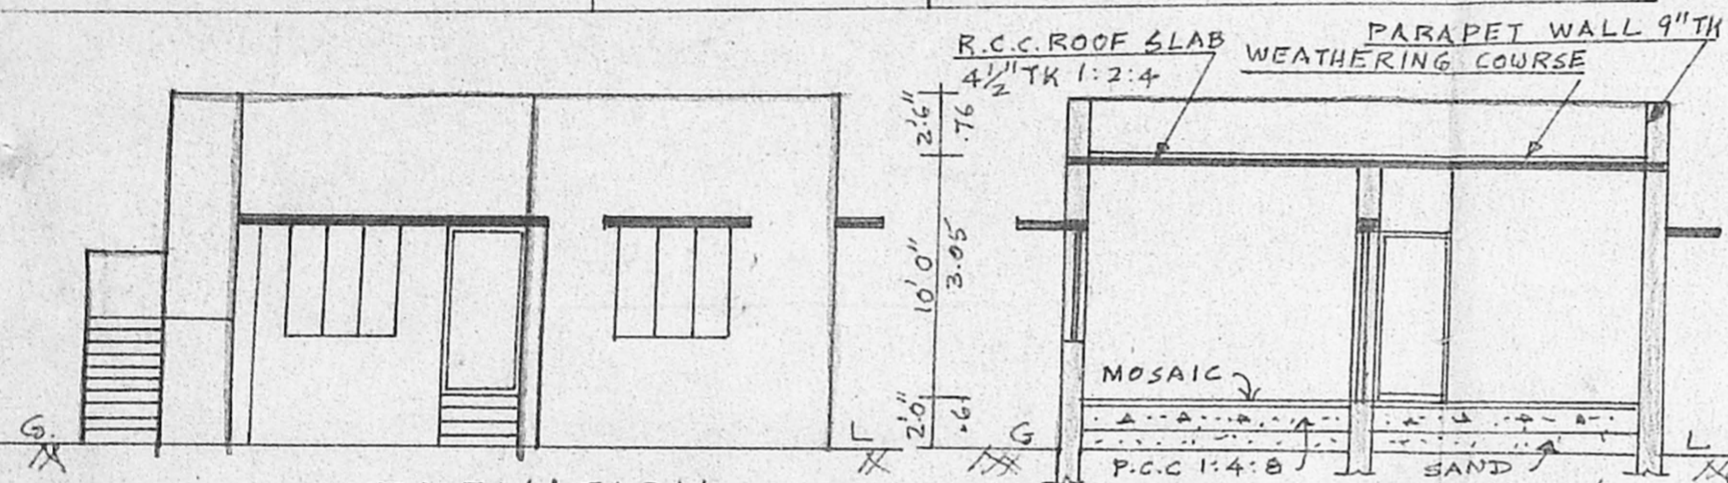 R.C.C. ROOF SLAB
4½" TK 1:2:4
PARAPET WALL 9" TK
WEATHERING COURSE
2'6"
.76
10'0"
3.05
2'0"
.61
MOSAIC
G.
L
G
L
P.C.C 1:4:8
SAND